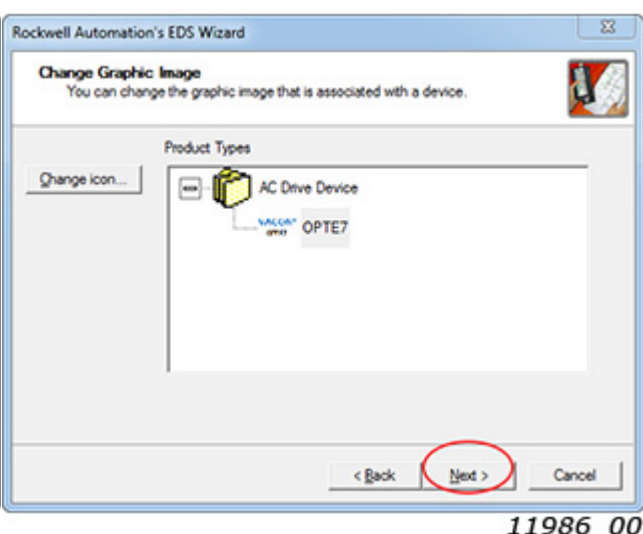 Rockwell Automation's EDS Wizard
Change Graphic Image
You can change the graphic image that is associated with a device.
Product Types
Change icon...
AC Drive Device
OPTE7
< Back
Next >
Cancel
11986_00